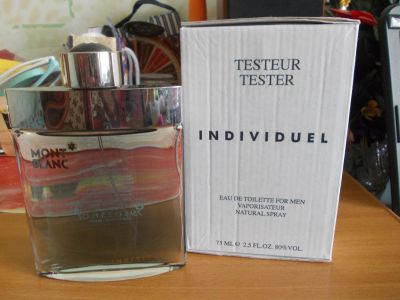 MONT
BLANC
TESTEUR
TESTER
INDIVIDUEL
EAU DE TOILETTE FOR MEN
VAPORISATEUR
NATURAL SPRAY
75 ML ℮ 2.5 FL.OZ. 80% VOL.